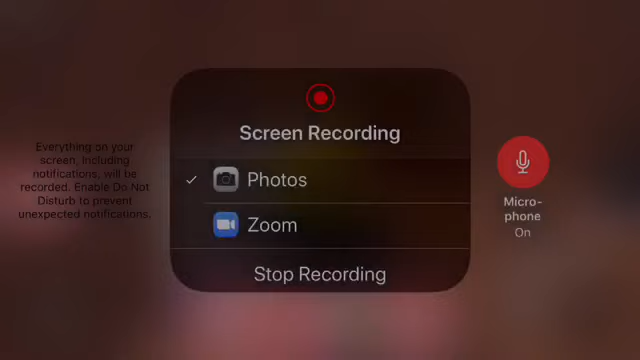 Everything on your
screen, including
notifications, will be
recorded. Enable Do Not
Disturb to prevent
unexpected notifications.
Screen Recording
Photos
Zoom
Stop Recording
Micro-
phone
On